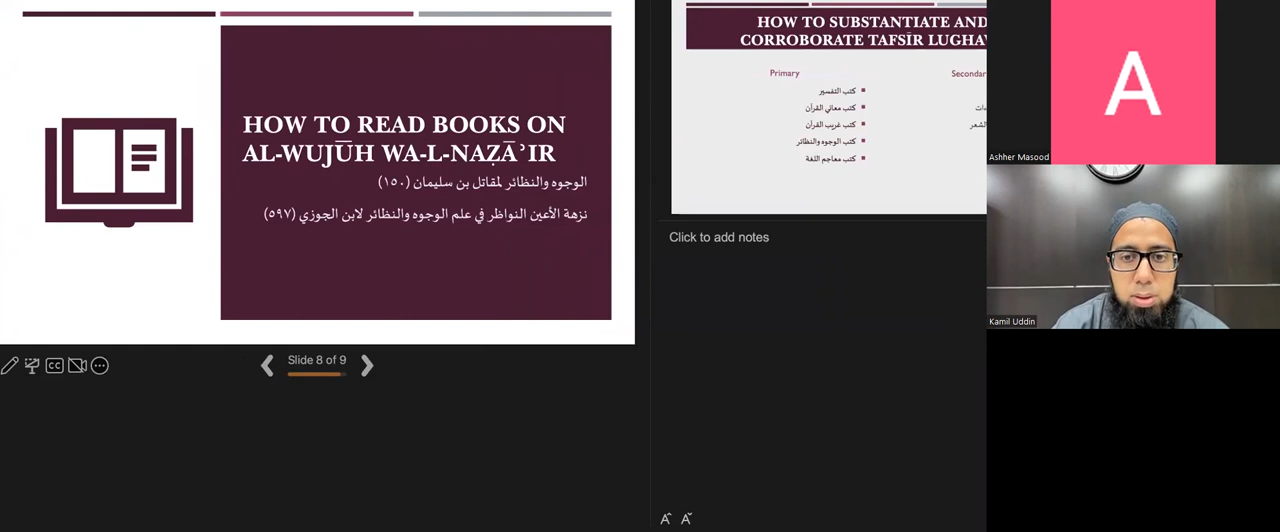 HOW TO READ BOOKS ON
AL-WUJŪH WA-L-NAẒĀʾIR
الوجوه والنظائر لمقاتل بن سليمان (١٥٠)
نزهة الأعين النواظر في علم الوجوه والنظائر لابن الجوزي (٥٩٧)
CC
Slide 8 of 9
HOW TO SUBSTANTIATE AND
CORROBORATE TAFSĪR LUGHA
Primary
كتب التفسير
كتب معاني القرآن
كتب غريب القرآن
كتب الوجوه والنظائر
كتب معاجم اللغة
Secondar
Click to add notes
A
Ashher Masood
Kamil Uddin
A A